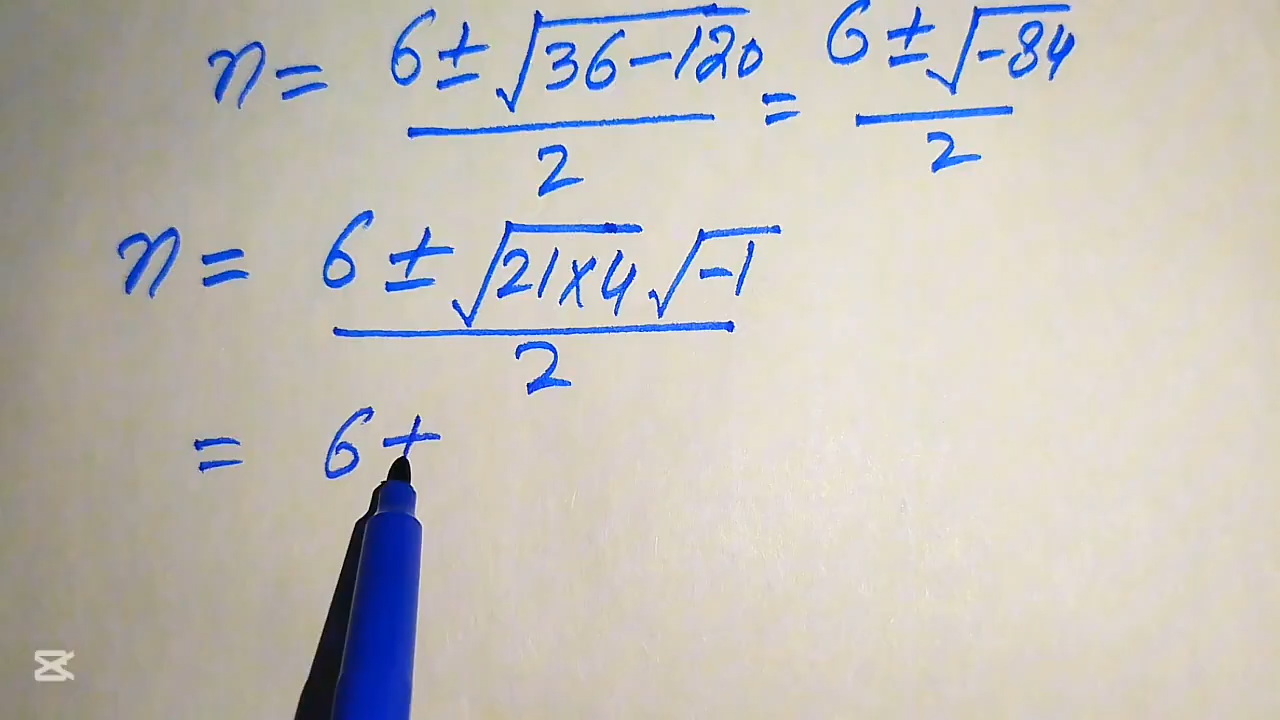 n = 6 ± √(36 − 120) / 2 = 6 ± √(−84) / 2
n = 6 ± √(21 × 4) √(−1) / 2
= 6 +